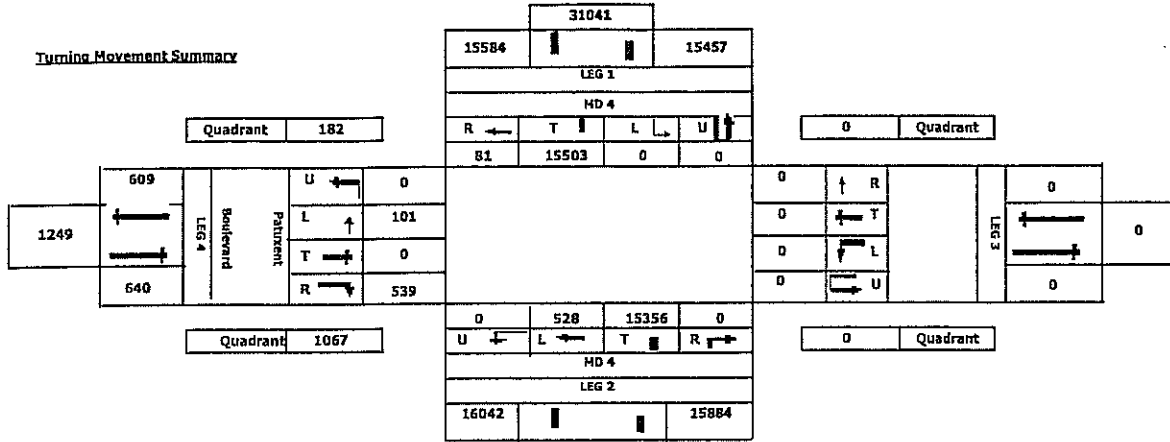 31041
Turning Movement Summary
15584 15457
LEG 1
MD 4
Quadrant 182
R T L U
0 Quadrant
81 15503 0 0
609 U 0
0 R 0
1249 LEG 4 Boulevard Patuxent L 101
0 T LEG 3 0
T 0
0 L
640 R 539
0 U 0
0 528 15356 0
Quadrant 1067
U L T R
0 Quadrant
MD 4
LEG 2
16042 15884